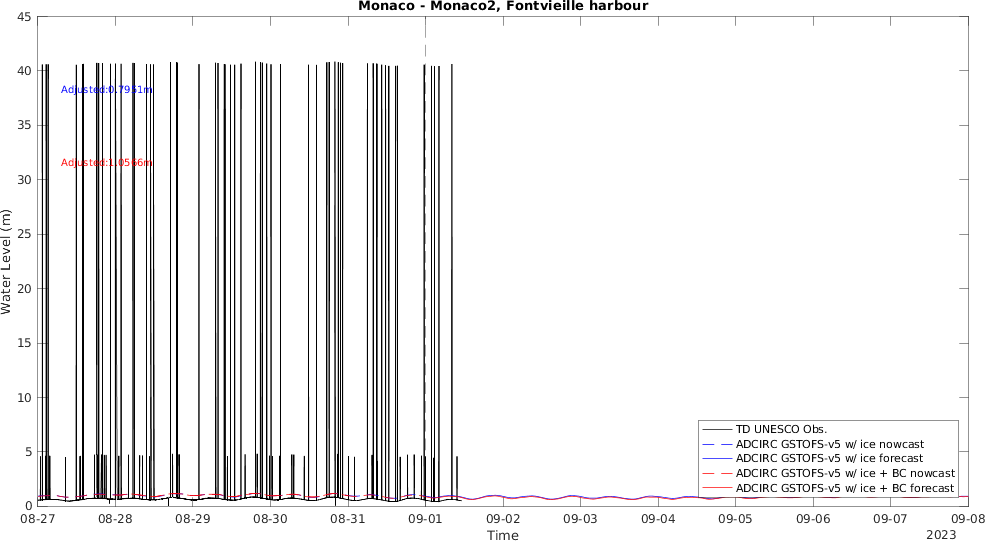 Monaco - Monaco2, Fontvieille harbour
45
40
35
30
25
20
15
10
5
0
Water Level (m)
Adjusted:0.7951m
Adjusted:1.0566m
TD UNESCO Obs.
ADCIRC GSTOFS-v5 w/ ice nowcast
ADCIRC GSTOFS-v5 w/ ice forecast
ADCIRC GSTOFS-v5 w/ ice + BC nowcast
ADCIRC GSTOFS-v5 w/ ice + BC forecast
08-27 08-28 08-29 08-30 08-31 09-01 09-02 09-03 09-04 09-05 09-06 09-07 09-08
Time
2023